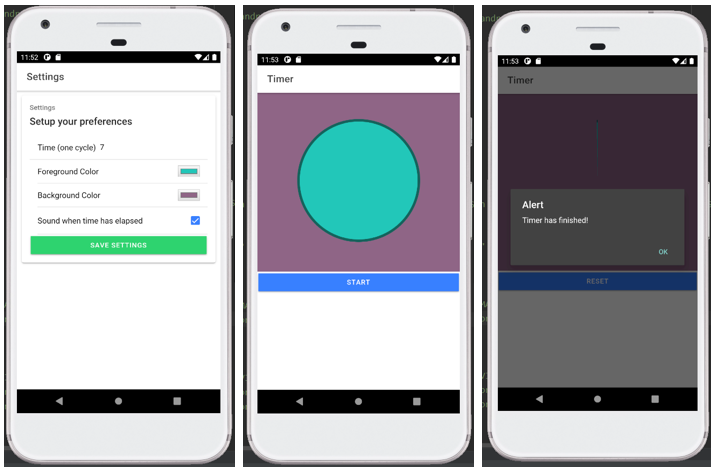 11:52
Settings
Settings
Setup your preferences
Time (one cycle) 7
Foreground Color
Background Color
Sound when time has elapsed
SAVE SETTINGS
11:53
Timer
START
11:53
Timer
Alert
Timer has finished!
OK
RESET